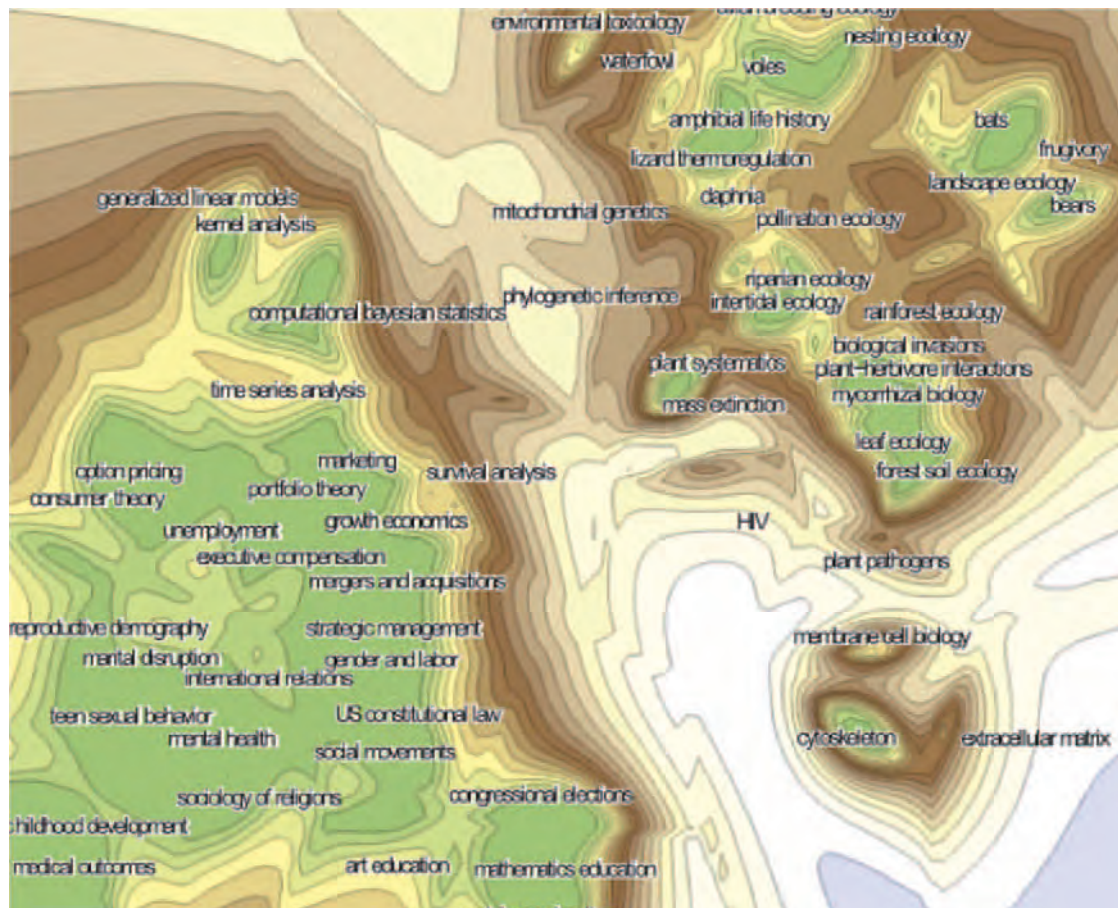 environmental toxicology
nesting ecology
waterfowl
voles
amphibial life history
bats
lizard thermoregulation
frugivory
landscape ecology
generalized linear models
daphnia
bears
mitochondrial genetics
pollination ecology
kernel analysis
riparian ecology
phylogenetic inference
intertidal ecology
computational bayesian statistics
rainforest ecology
biological invasions
plant systematics
plant-herbivore interactions
time series analysis
mycorrhizal biology
mass extinction
leaf ecology
marketing
option pricing
survival analysis
forest soil ecology
portfolio theory
consumer theory
growth economics
HIV
unemployment
executive compensation
plant pathogens
mergers and acquisitions
reproductive demography
strategic management
membrane cell biology
marital disruption
gender and labor
international relations
teen sexual behavior
US constitutional law
mental health
cytoskeleton
extracellular matrix
social movements
sociology of religions
congressional elections
hildhood development
medical outcomes
art education
mathematics education